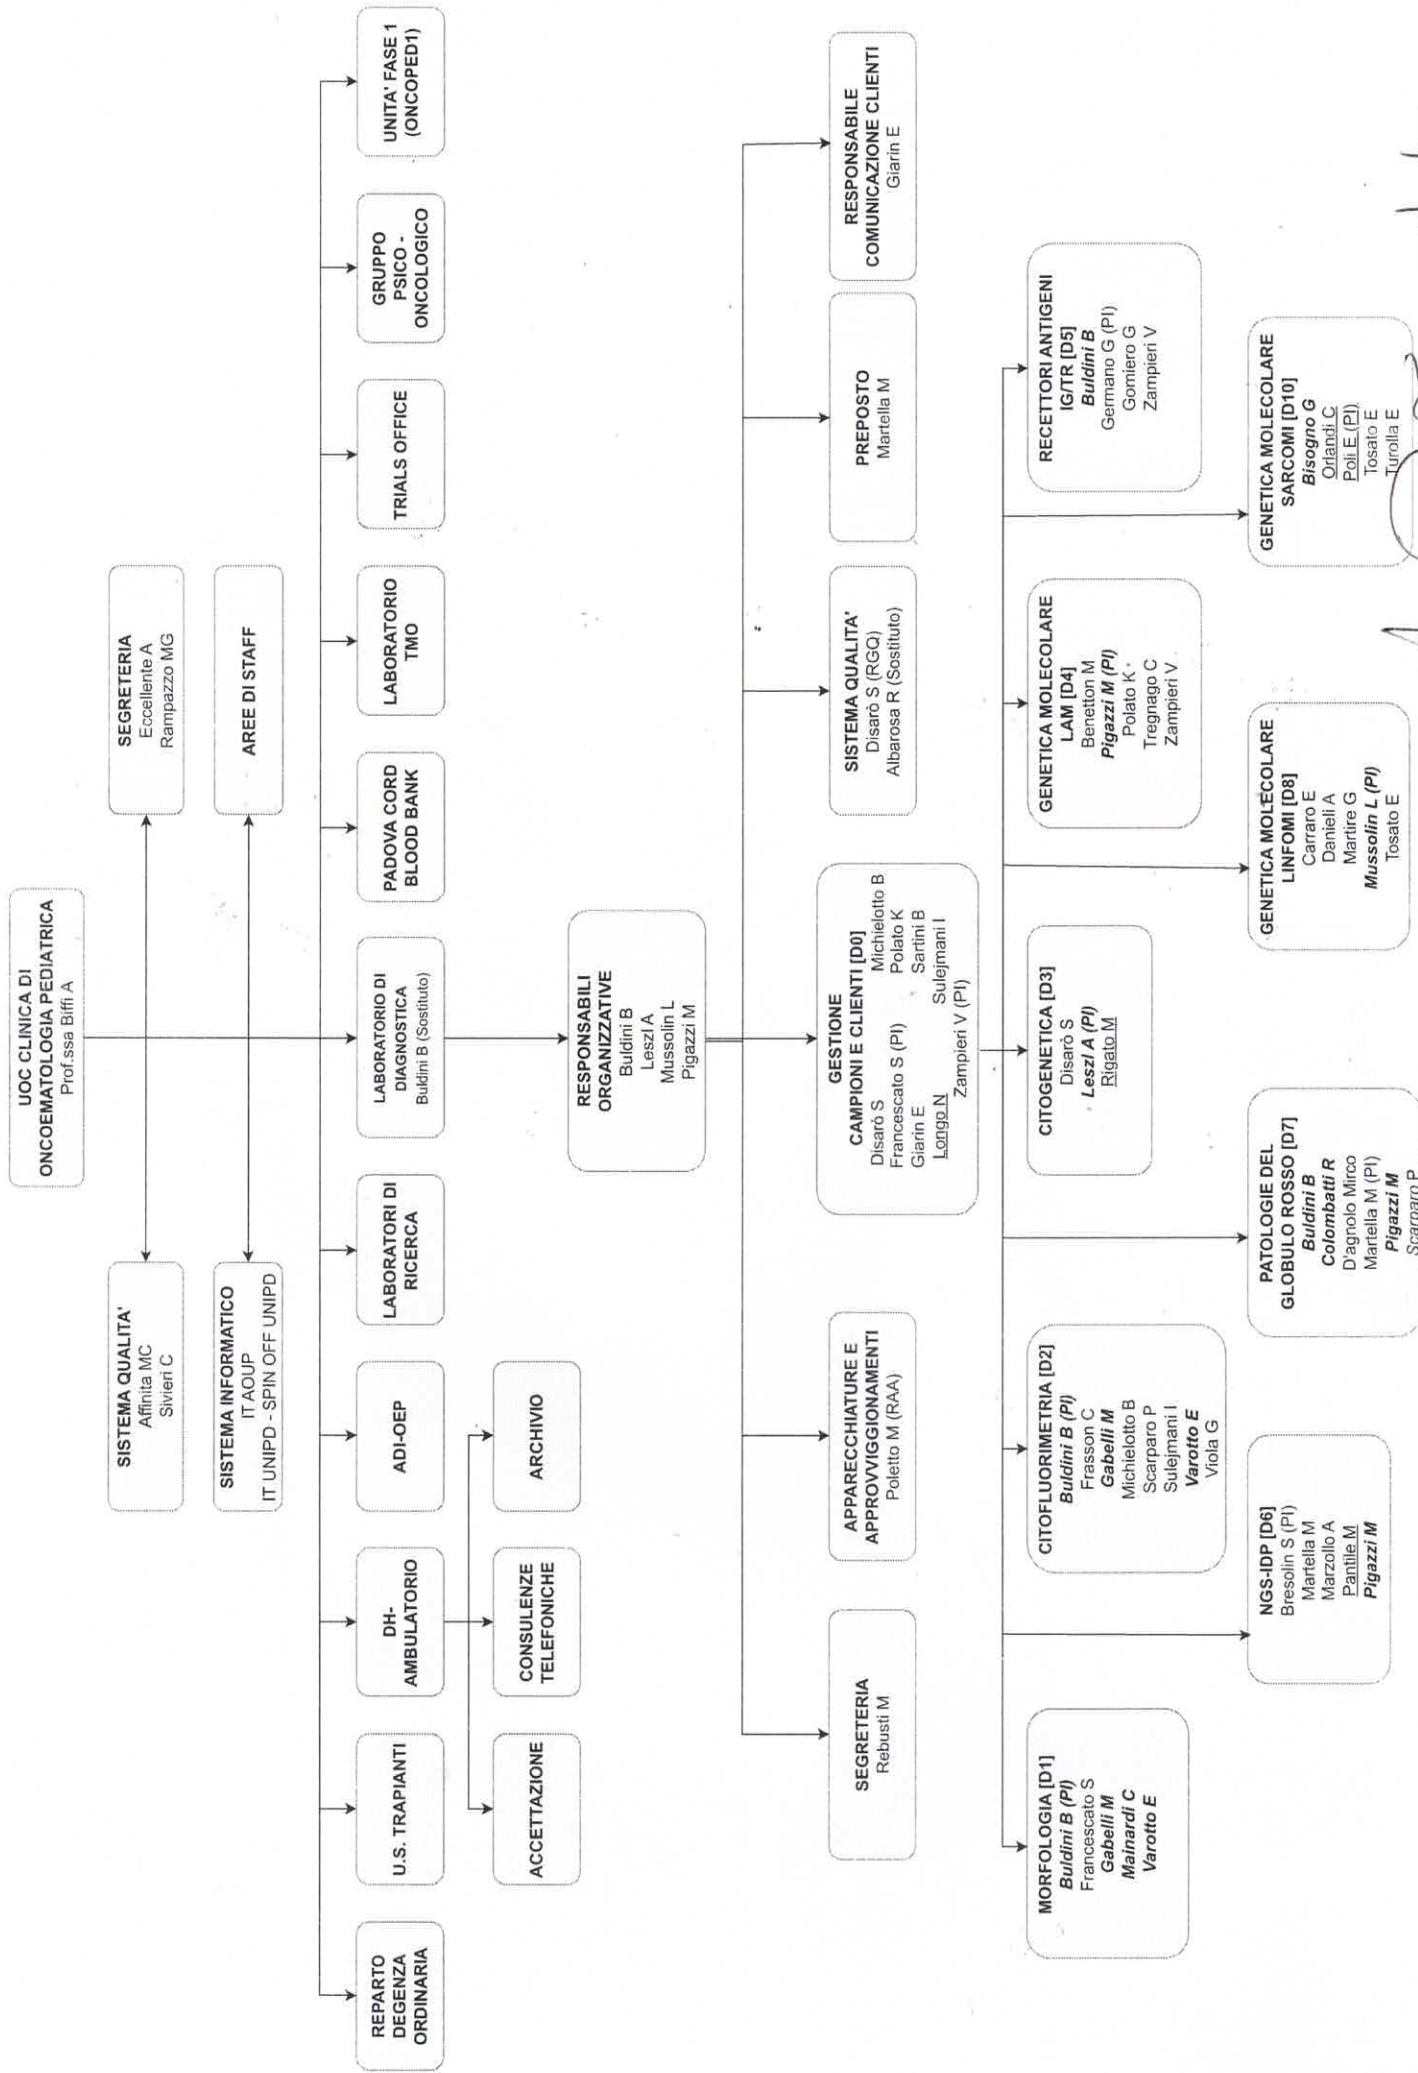 UOC CLINICA DI
ONCOEMATOLOGIA PEDIATRICA
Prof.ssa Biffi A
SISTEMA QUALITA'
Affinita MC
Sivieri C
SEGRETERIA
Eccellente A
Rampazzo MG
SISTEMA INFORMATICO
IT AOUP
IT UNIPD - SPIN OFF UNIPD
AREE DI STAFF
REPARTO
DEGENZA
ORDINARIA
U.S. TRAPIANTI
DH-
AMBULATORIO
ADI-OEP
LABORATORI DI
RICERCA
LABORATORIO DI
DIAGNOSTICA
Buldini B (Sostituto)
PADOVA CORD
BLOOD BANK
LABORATORIO
TMO
TRIALS OFFICE
GRUPPO
PSICO -
ONCOLOGICO
UNITA' FASE 1
(ONCOPED1)
ACCETTAZIONE
CONSULENZE
TELEFONICHE
ARCHIVIO
RESPONSABILI
ORGANIZZATIVE
Buldini B
Leszl A
Mussolin L
Pigazzi M
SEGRETERIA
Rebusti M
APPARECCHIATURE E
APPROVVIGGIONAMENTI
Poletto M (RAA)
GESTIONE
CAMPIONI E CLIENTI [D0]
Disarò S Michielotto B
Francescato S (PI) Polato K
Giarin E Sartini B
Longo N Sulejmani I
Zampieri V (PI)
SISTEMA QUALITA'
Disarò S (RGQ)
Albarosa R (Sostituto)
PREPOSTO
Martella M
RESPONSABILE
COMUNICAZIONE CLIENTI
Giarin E
MORFOLOGIA [D1]
Buldini B (PI)
Francescato S
Gabelli M
Mainardi C
Varotto E
CITOFLUORIMETRIA [D2]
Buldini B (PI)
Frasson C
Gabelli M
Michielotto B
Scarparo P
Sulejmani I
Varotto E
Viola G
CITOGENETICA [D3]
Disarò S
Leszl A (PI)
Rigato M
GENETICA MOLECOLARE
LAM [D4]
Benetton M
Pigazzi M (PI)
Polato K
Tregnago C
Zampieri V
RECETTORI ANTIGENI
IG/TR [D5]
Buldini B
Germano G (PI)
Gomiero G
Zampieri V
NGS-IDP [D6]
Bresolin S (PI)
Martella M
Marzollo A
Pantile M
Pigazzi M
PATOLOGIE DEL
GLOBULO ROSSO [D7]
Buldini B
Colombatti R
D'agnolo Mirco
Martella M (PI)
Pigazzi M
Scarparo P
GENETICA MOLECOLARE
LINFOMI [D8]
Carraro E
Danieli A
Martire G
Mussolin L (PI)
Tosato E
GENETICA MOLECOLARE
SARCOMI [D10]
Bisogno G
Orlandi C
Poli E (PI)
Tosato E
Turolla E